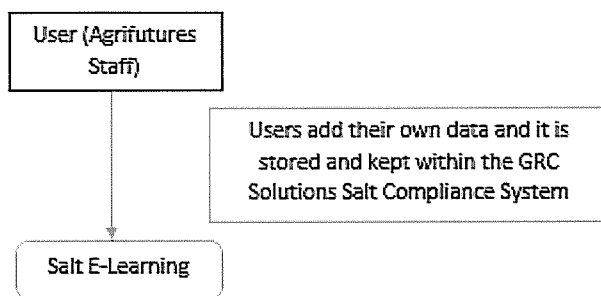 User (Agrifutures
Staff)
Users add their own data and it is
stored and kept within the GRC
Solutions Salt Compliance System
Salt E-Learning